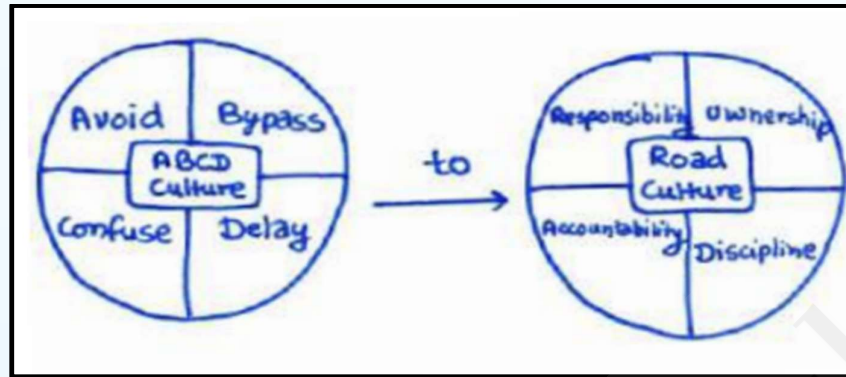 Avoid
Bypass
ABCD
Culture
Confuse
Delay
to
Responsibility
Ownership
Road
Culture
Accountability
Discipline